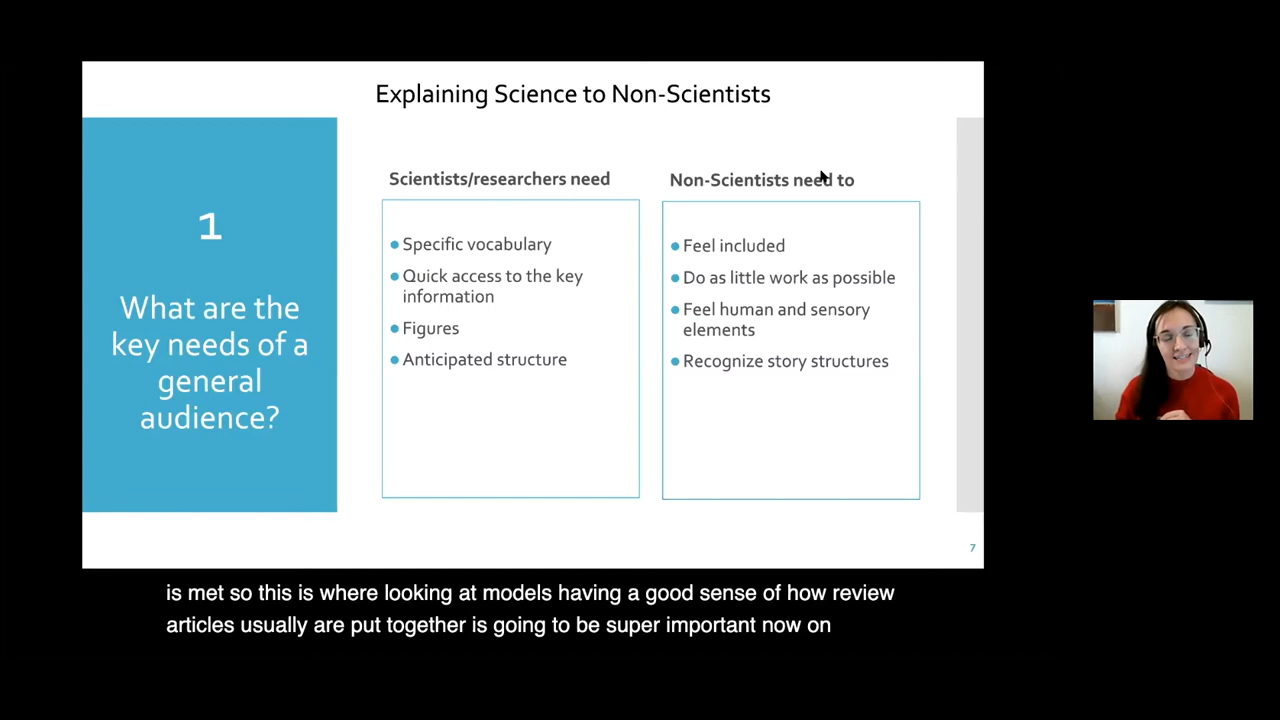 Explaining Science to Non-Scientists
1
What are the
key needs of a
general
audience?
Scientists/researchers need
Specific vocabulary
Quick access to the key
information
Figures
Anticipated structure
Non-Scientists need to
Feel included
Do as little work as possible
Feel human and sensory
elements
Recognize story structures
7
is met so this is where looking at models having a good sense of how review
articles usually are put together is going to be super important now on